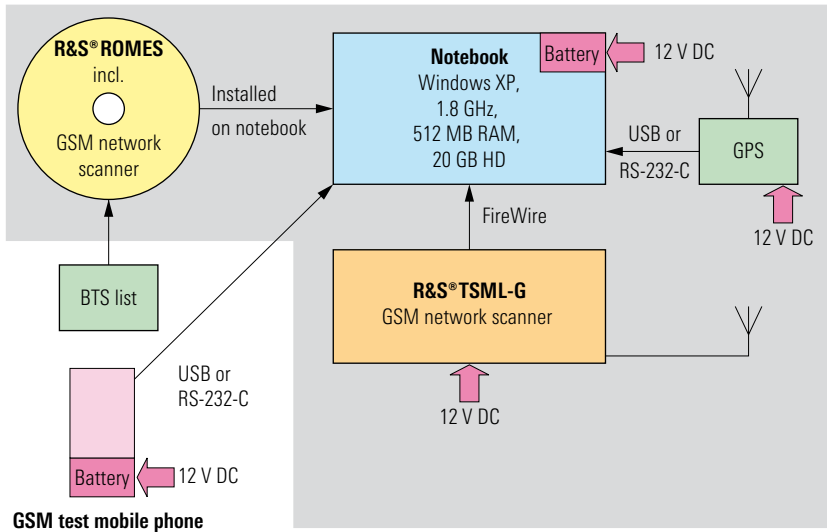 R&S® ROMES
incl.
GSM network
scanner
Installed
on notebook
Notebook
Windows XP,
1.8 GHz,
512 MB RAM,
20 GB HD
Battery
12 V DC
USB or
RS-232-C
GPS
12 V DC
FireWire
BTS list
R&S® TSML-G
GSM network scanner
12 V DC
USB or
RS-232-C
Battery
12 V DC
GSM test mobile phone